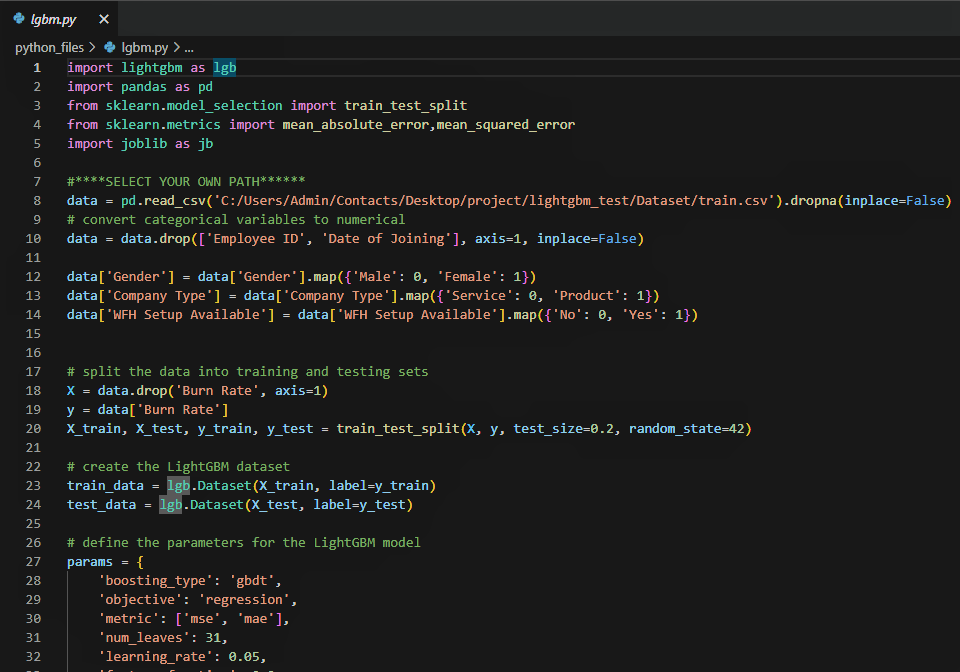 lgbm.py
python_files > lgbm.py > ...
1 import lightgbm as lgb
2 import pandas as pd
3 from sklearn.model_selection import train_test_split
4 from sklearn.metrics import mean_absolute_error,mean_squared_error
5 import joblib as jb
6
7 #****SELECT YOUR OWN PATH******
8 data = pd.read_csv('C:/Users/Admin/Contacts/Desktop/project/lightgbm_test/Dataset/train.csv').dropna(inplace=False)
9 # convert categorical variables to numerical
10 data = data.drop(['Employee ID', 'Date of Joining'], axis=1, inplace=False)
11
12 data['Gender'] = data['Gender'].map({'Male': 0, 'Female': 1})
13 data['Company Type'] = data['Company Type'].map({'Service': 0, 'Product': 1})
14 data['WFH Setup Available'] = data['WFH Setup Available'].map({'No': 0, 'Yes': 1})
15
16
17 # split the data into training and testing sets
18 X = data.drop('Burn Rate', axis=1)
19 y = data['Burn Rate']
20 X_train, X_test, y_train, y_test = train_test_split(X, y, test_size=0.2, random_state=42)
21
22 # create the LightGBM dataset
23 train_data = lgb.Dataset(X_train, label=y_train)
24 test_data = lgb.Dataset(X_test, label=y_test)
25
26 # define the parameters for the LightGBM model
27 params = {
28 'boosting_type': 'gbdt',
29 'objective': 'regression',
30 'metric': ['mse', 'mae'],
31 'num_leaves': 31,
32 'learning_rate': 0.05,